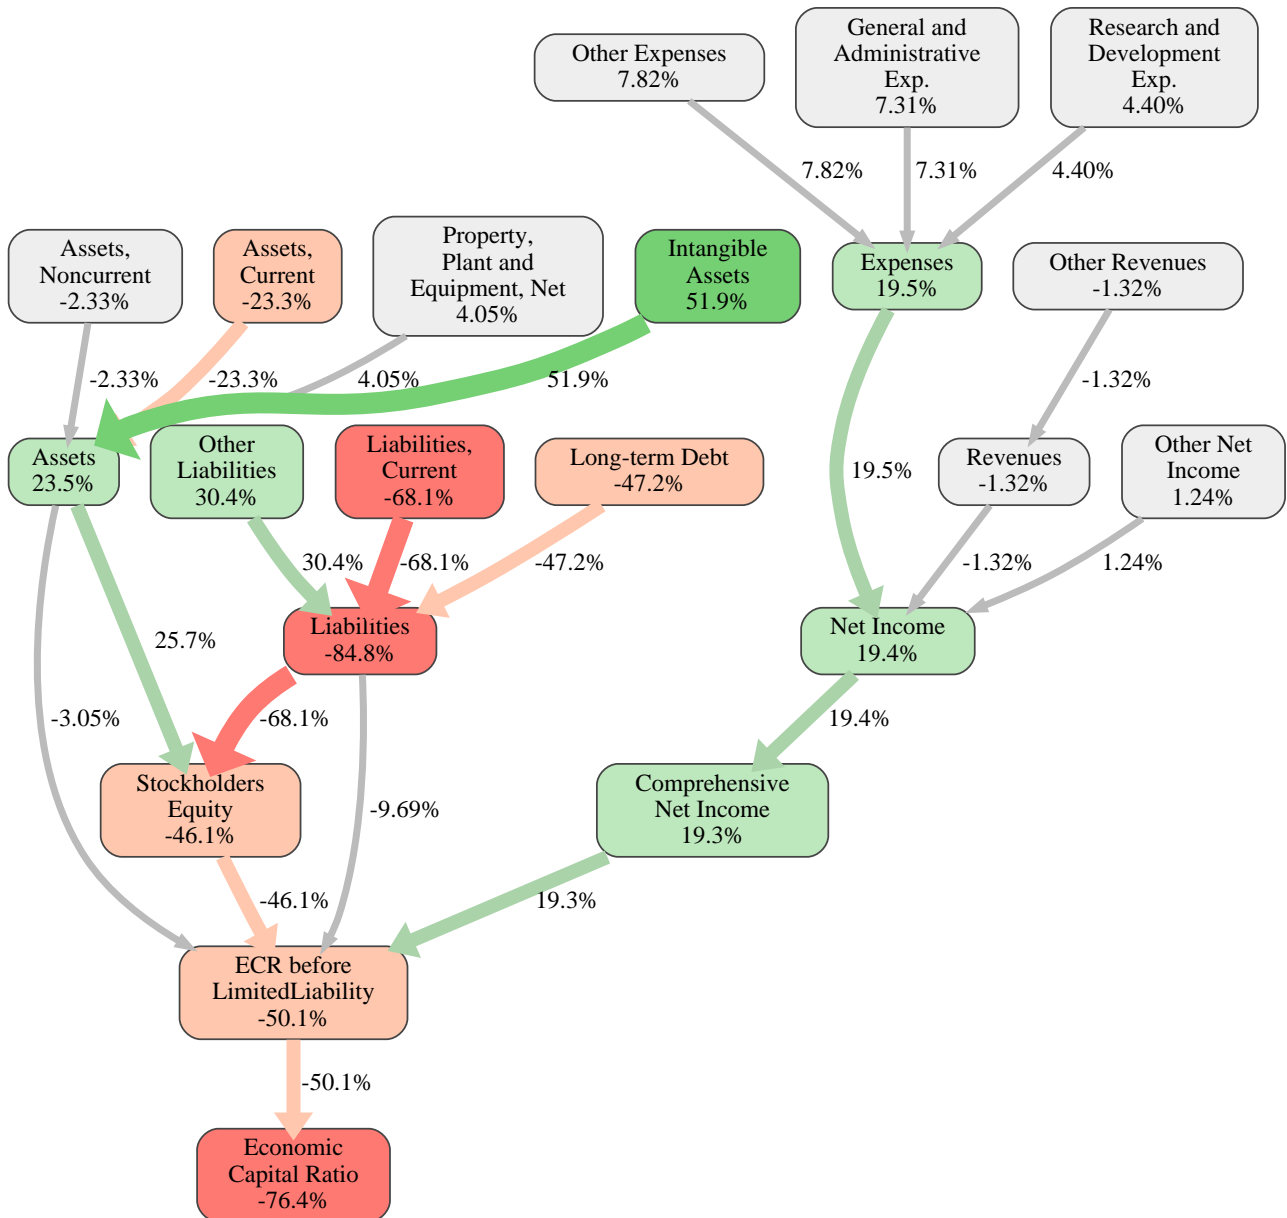 Other Expenses
7.82%
General and
Administrative
Exp.
7.31%
Research and
Development
Exp.
4.40%
7.82%
7.31%
4.40%
Assets,
Noncurrent
-2.33%
Assets,
Current
-23.3%
Property,
Plant and
Equipment, Net
4.05%
Intangible
Assets
51.9%
Expenses
19.5%
Other Revenues
-1.32%
-2.33%
-23.3%
4.05%
51.9%
-1.32%
Assets
23.5%
Other
Liabilities
30.4%
Liabilities,
Current
-68.1%
Long-term Debt
-47.2%
19.5%
Revenues
-1.32%
Other Net
Income
1.24%
30.4%
-68.1%
-47.2%
-1.32%
1.24%
Liabilities
-84.8%
Net Income
19.4%
25.7%
-3.05%
-68.1%
19.4%
Stockholders
Equity
-46.1%
-9.69%
Comprehensive
Net Income
19.3%
-46.1%
19.3%
ECR before
LimitedLiability
-50.1%
-50.1%
Economic
Capital Ratio
-76.4%